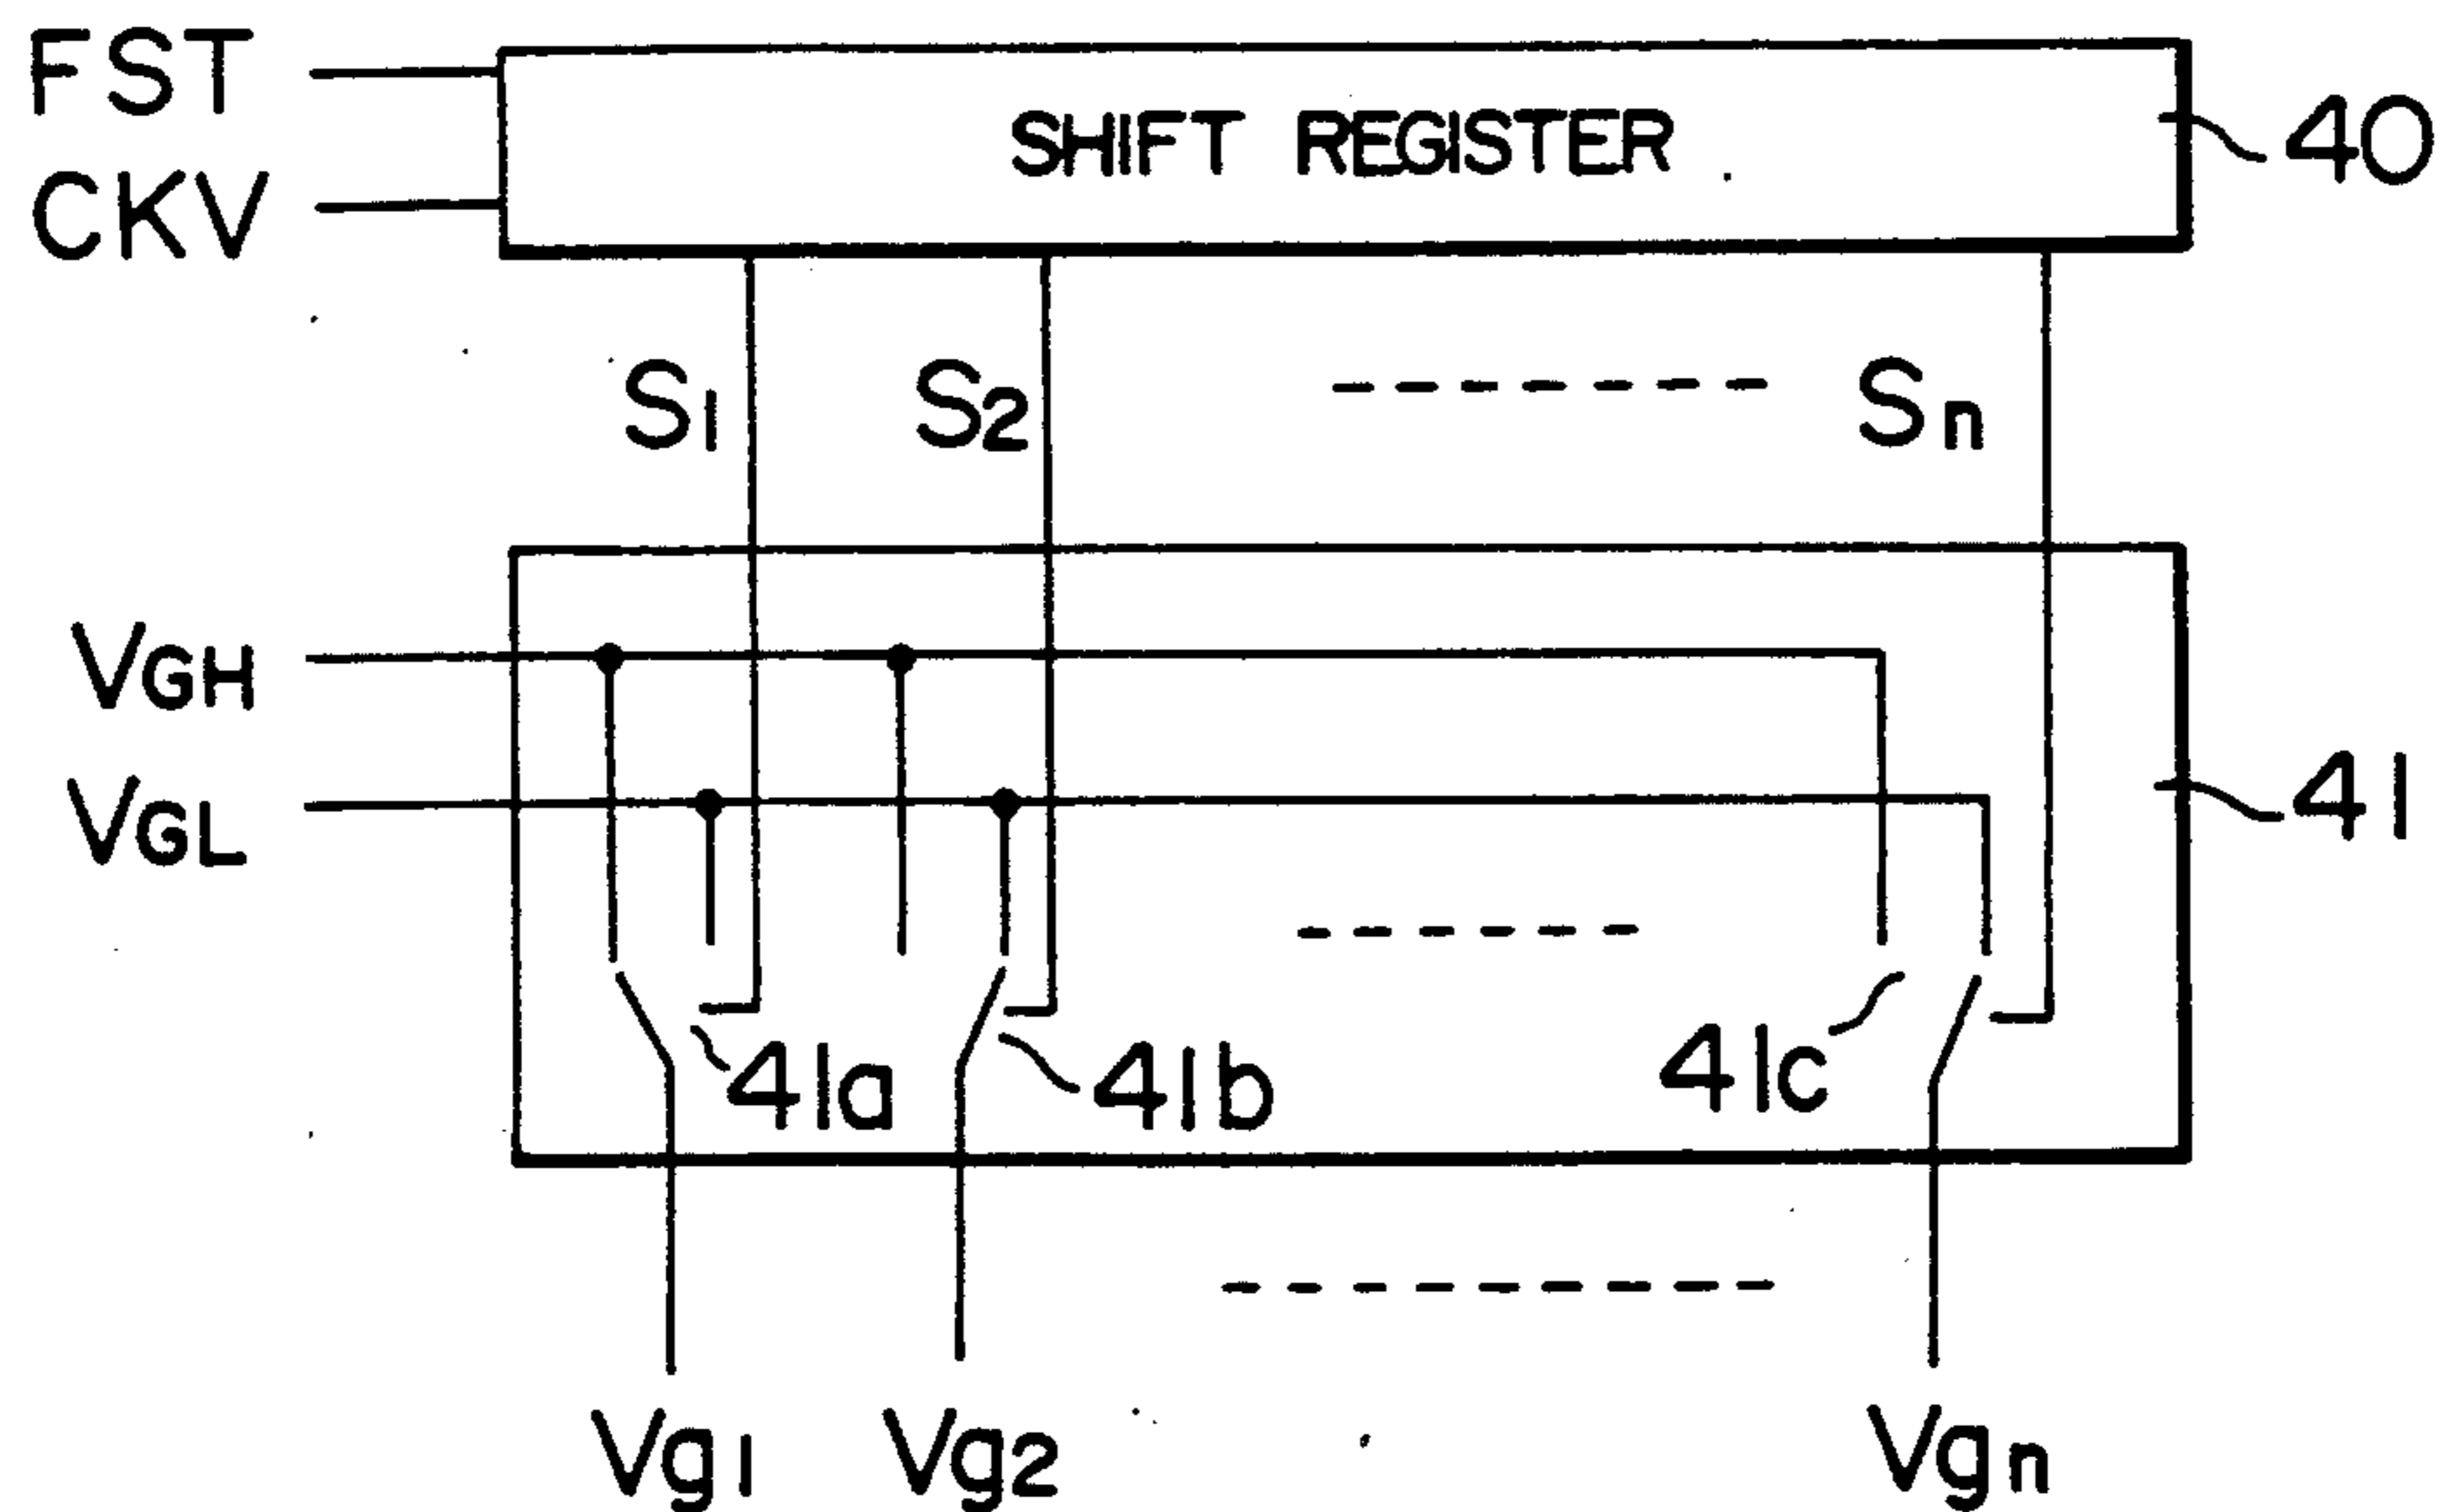 FST
SHIFT REGISTER
40
CKV
S1
S2
Sn
VGH
VGL
41
41a
41b
41c
Vg1
Vg2
Vgn